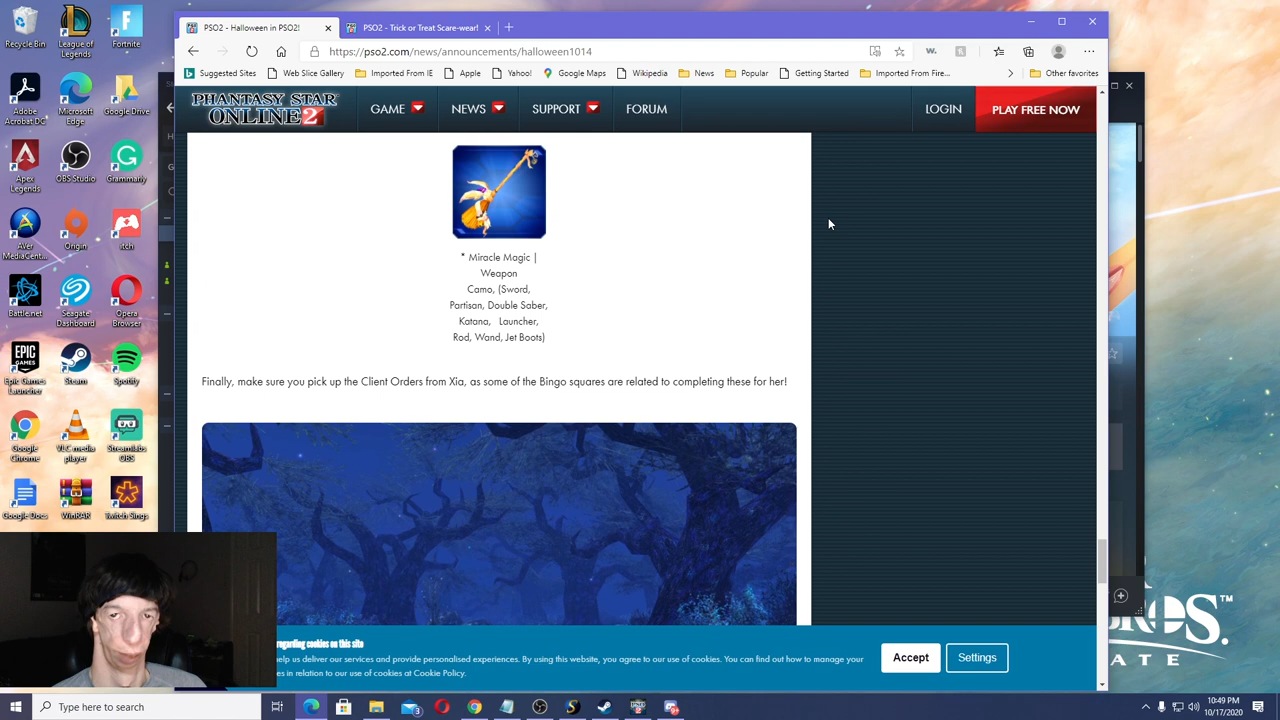 PSO2 - Halloween in PSO2!
PSO2 - Trick or Treat Scare-wear!
https://pso2.com/news/announcements/halloween1014
Suggested Sites
Web Slice Gallery
Imported From IE
Apple
Yahoo!
Google Maps
Wikipedia
News
Popular
Getting Started
Imported From Fire...
Other favorites
PHANTASY STAR
ONLINE 2
GAME
NEWS
SUPPORT
FORUM
LOGIN
PLAY FREE NOW
* Miracle Magic |
Weapon
Camo, (Sword,
Partisan, Double Saber,
Katana, Launcher,
Rod, Wand, Jet Boots)
Finally, make sure you pick up the Client Orders from Xia, as some of the Bingo squares are related to completing these for her!
regarding cookies on this site
help us deliver our services and provide personalised experiences. By using this website, you agree to our use of cookies. You can find out how to manage your
es in relation to our use of cookies at Cookie Policy.
Accept
Settings
Recycle Bin
League of
Legends
Fortnite
Adobe
Acrobat DC
Microsoft
Edge
Google Drive
Apex
Legends
OBS Studio
Grammarly
AVer
MediaCent...
Origin
itch
Battle.net
Seagate
Dashboard
Opera
Browser
Epic Games
Launcher
Steam
Spotify
Google
Chrome
VLC media
player
Streamlabs
OBS
Google Docs
WinRAR
Twitch Sings
ATE
Type here to search
3
10:49 PM
10/17/2020